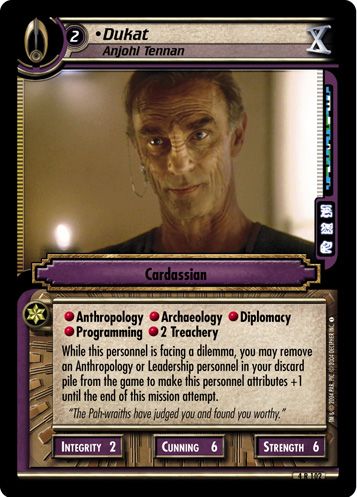 2
•Dukat
Anjohl Tennan
Cardassian
•Anthropology •Archaeology •Diplomacy
•Programming •2 Treachery
While this personnel is facing a dilemma, you may remove
an Anthropology or Leadership personnel in your discard
pile from the game to make this personnel attributes +1
until the end of this mission attempt.
"The Pah-wraiths have judged you and found you worthy."
INTEGRITY 2 CUNNING 6 STRENGTH 6
4 R 102